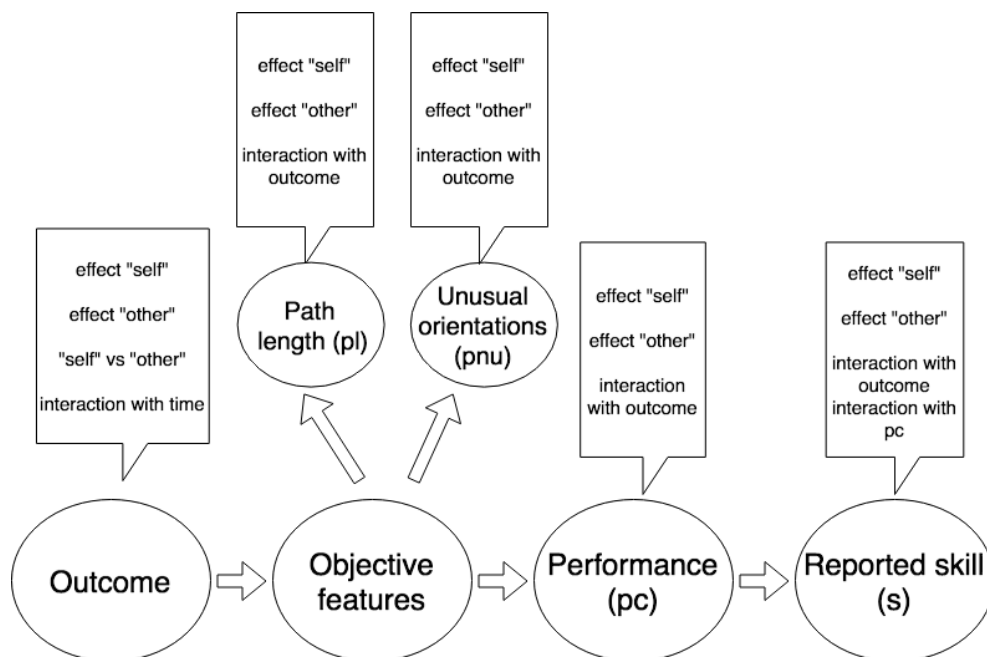 effect "self"
effect "other"
interaction with
outcome
effect "self"
effect "other"
interaction with
outcome
effect "self"
effect "other"
"self" vs "other"
interaction with time
Path
length (pl)
Unusual
orientations
(pnu)
effect "self"
effect "other"
interaction
with outcome
effect "self"
effect "other"
interaction with
outcome
interaction with
pc
Outcome
Objective
features
Performance
(pc)
Reported skill
(s)